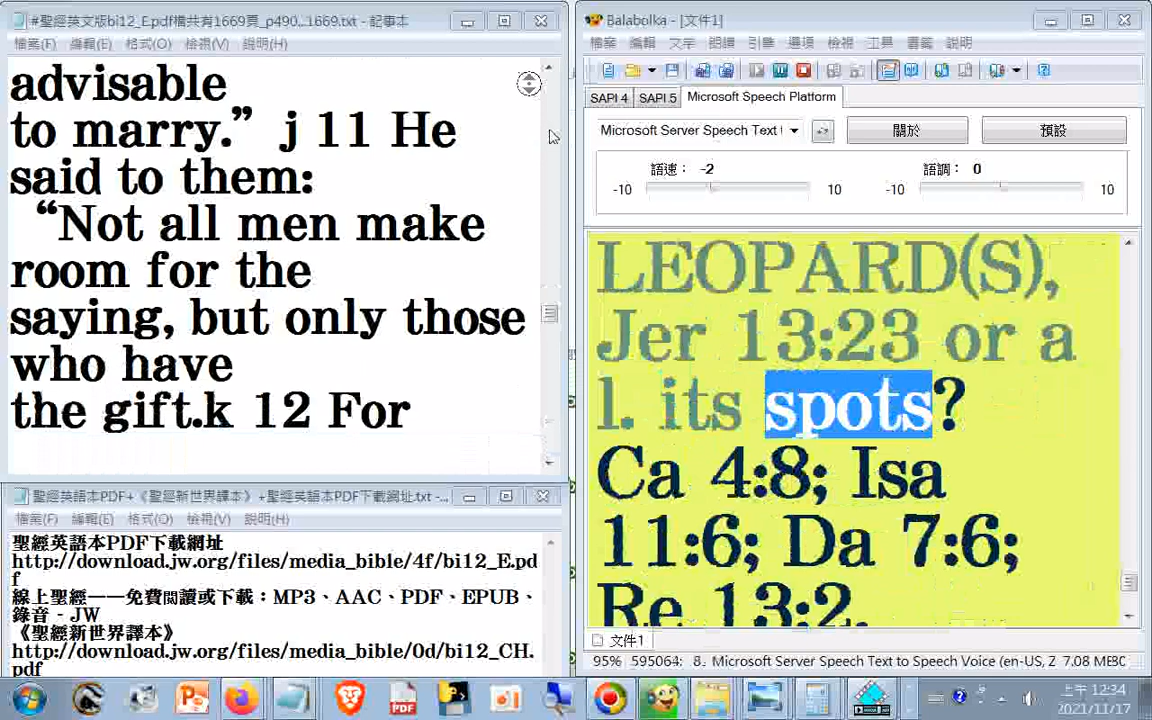 #聖經英文版bi12_E.pdf檔共有1669頁_p490,,,1669.txt - 記事本
檔案(F) 編輯(E) 格式(O) 檢視(V) 說明(H)
advisable
to marry.” j 11 He
said to them:
“Not all men make
room for the
saying, but only those
who have
the gift.k 12 For
聖經英語本PDF+《聖經新世界譯本》+聖經英語本PDF下載網址.txt - ...
檔案(F) 編輯(E) 格式(O) 檢視(V) 說明(H)
聖經英語本PDF下載網址
http://download.jw.org/files/media_bible/4f/bi12_E.pd
f
線上聖經——免費閱讀或下載：MP3、AAC、PDF、EPUB、
錄音 - JW
《聖經新世界譯本》
http://download.jw.org/files/media_bible/0d/bi12_CH.
pdf
Balabolka - [文件1]
檔案 編輯 文字 朗讀 引擎 選項 檢視 工具 書籤 說明
SAPI 4 SAPI 5 Microsoft Speech Platform
Microsoft Server Speech Text 關於 預設
語速： -2 語調： 0
-10 10 -10 10
LEOPARD(S),
Jer 13:23 or a
l. its spots?
Ca 4:8; Isa
11:6; Da 7:6;
Re 13:2.
文件1
95% 595064: 8 Microsoft Server Speech Text to Speech Voice (en-US, Z 7.08 MB
上午 12:34
2021/11/17